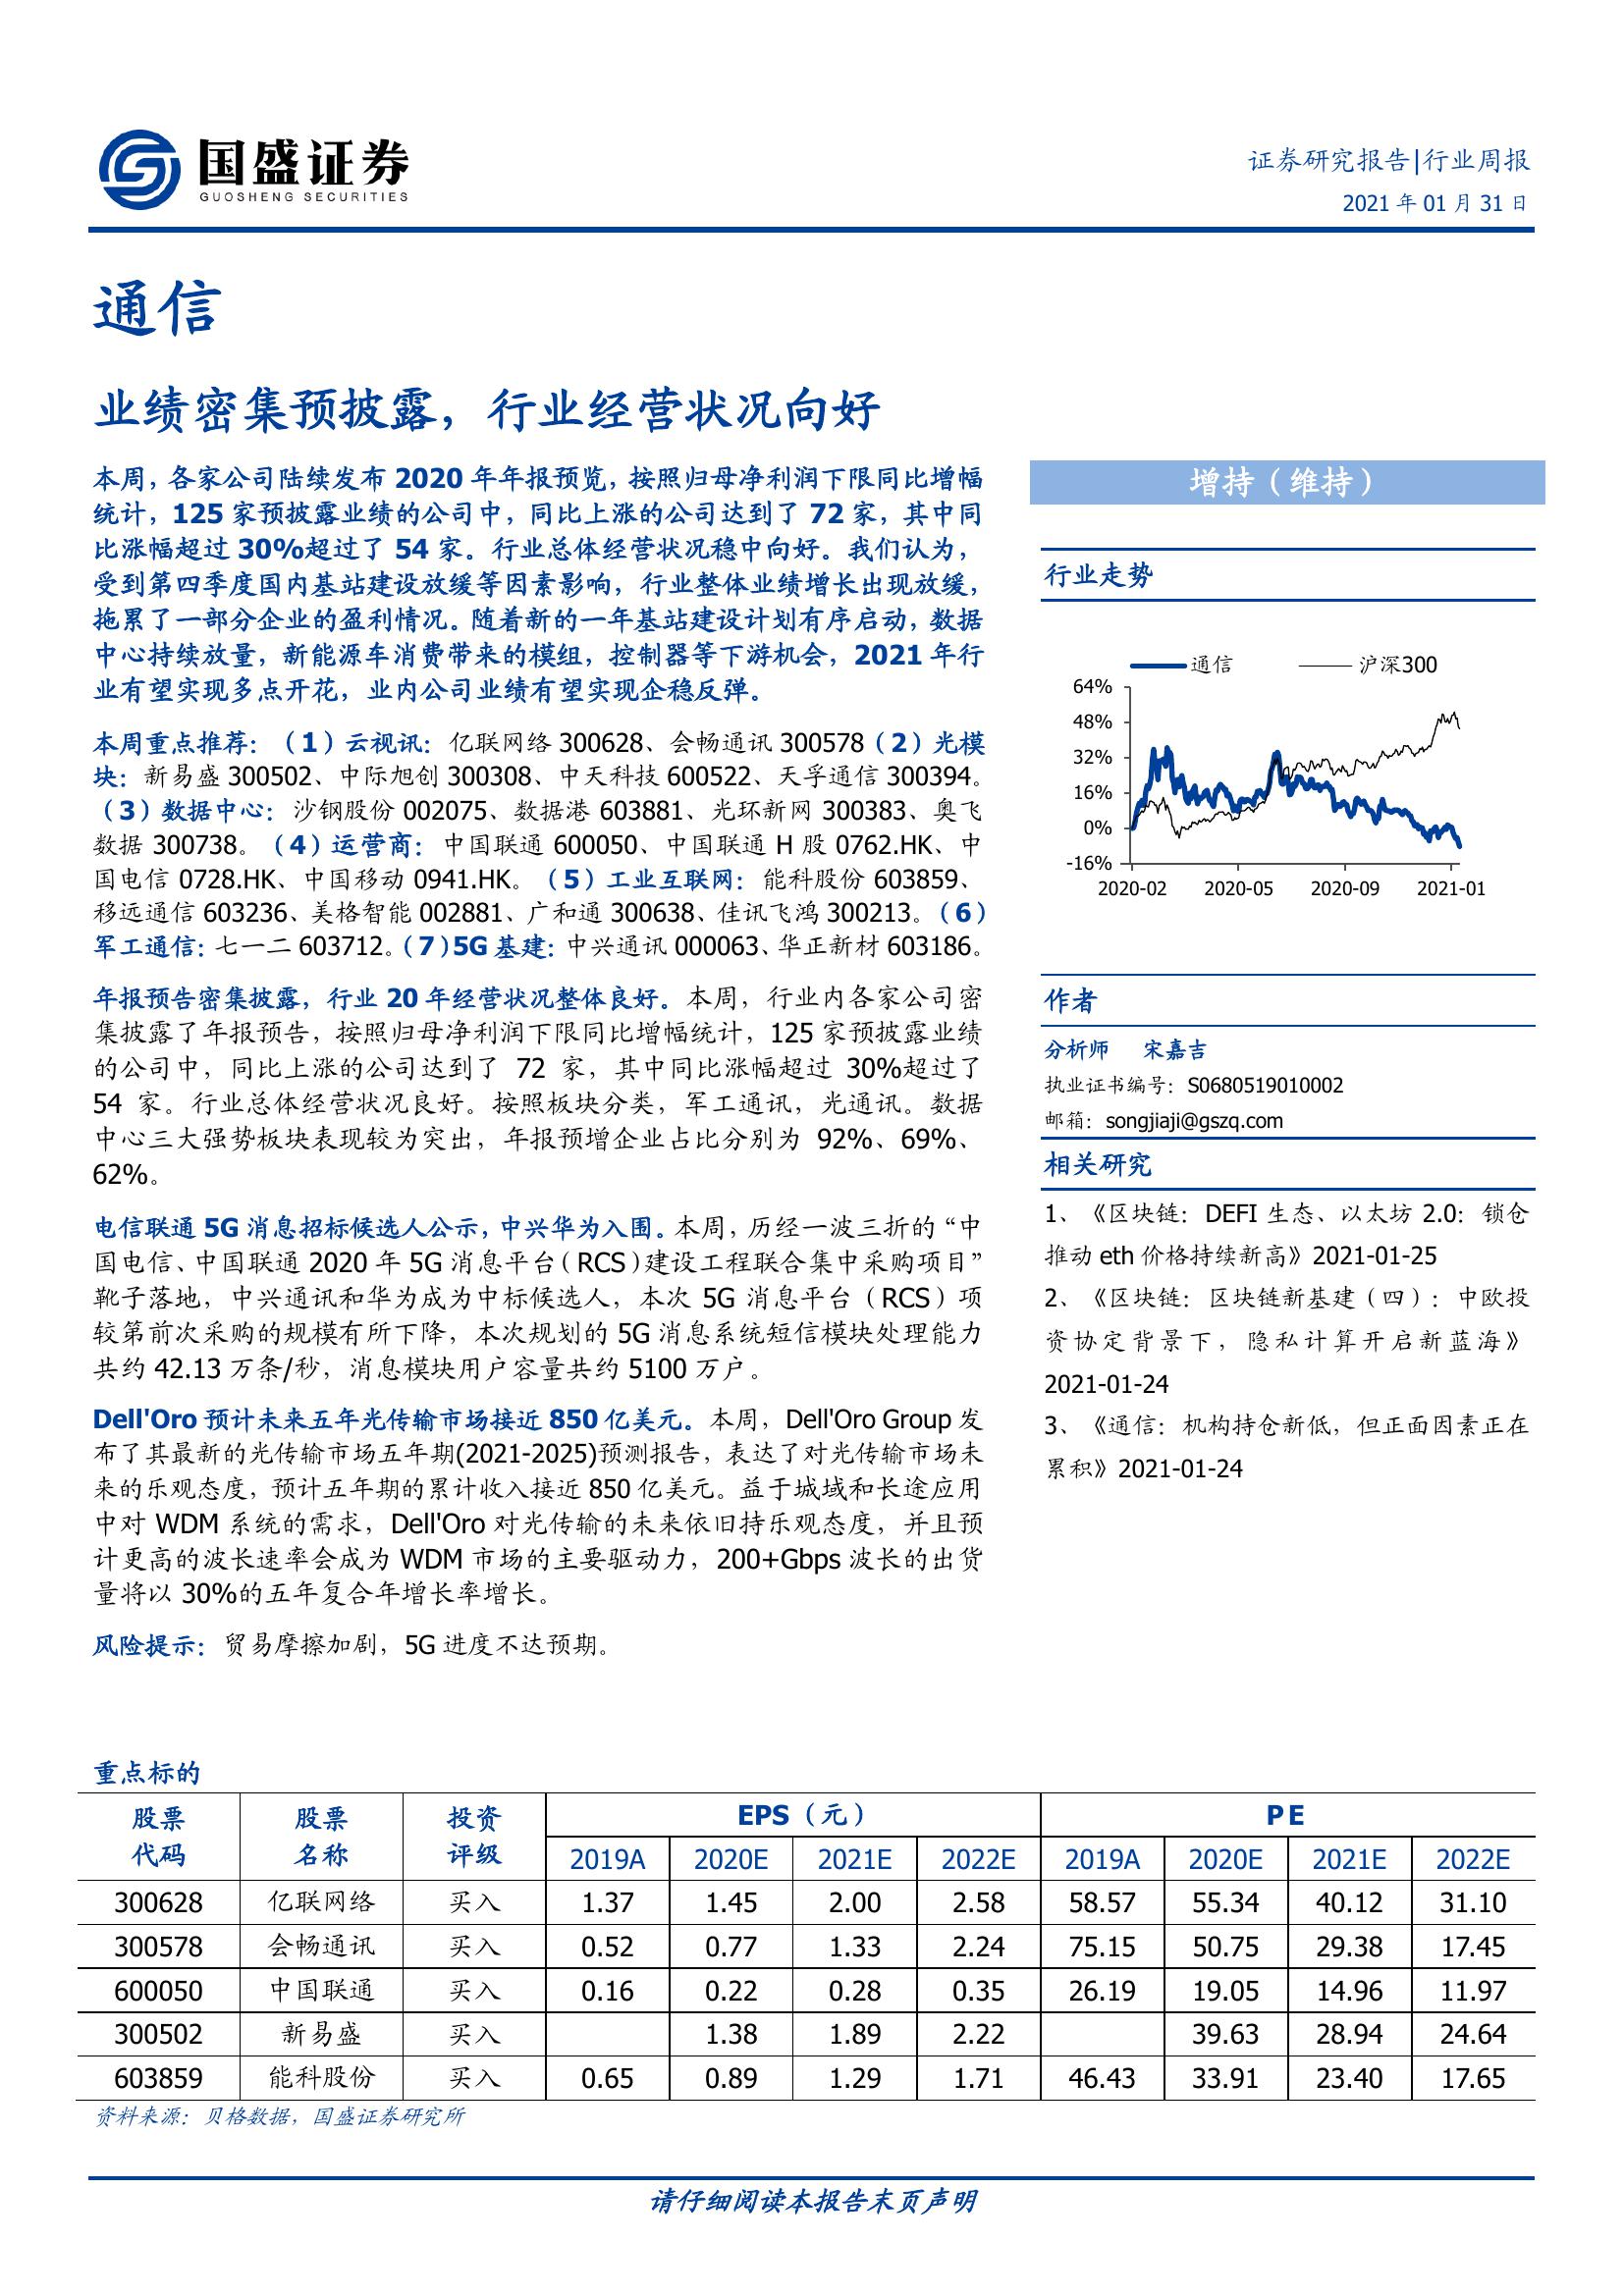 国盛证券
GUOSHENG SECURITIES
证券研究报告|行业周报
2021 年 01 月 31 日
通信
业绩密集预披露，行业经营状况向好
本周，各家公司陆续发布 2020 年年报预览，按照归母净利润下限同比增幅
统计，125 家预披露业绩的公司中，同比上涨的公司达到了 72 家，其中同
比涨幅超过 30%超过了 54 家。行业总体经营状况稳中向好。我们认为，
受到第四季度国内基站建设放缓等因素影响，行业整体业绩增长出现放缓，
拖累了一部分企业的盈利情况。随着新的一年基站建设计划有序启动，数据
中心持续放量，新能源车消费带来的模组，控制器等下游机会，2021 年行
业有望实现多点开花，业内公司业绩有望实现企稳反弹。
本周重点推荐：（1）云视讯：亿联网络 300628、会畅通讯 300578（2）光模
块：新易盛 300502、中际旭创 300308、中天科技 600522、天孚通信 300394。
（3）数据中心：沙钢股份 002075、数据港 603881、光环新网 300383、奥飞
数据 300738。（4）运营商：中国联通 600050、中国联通 H 股 0762.HK、中
国电信 0728.HK、中国移动 0941.HK。（5）工业互联网：能科股份 603859、
移远通信 603236、美格智能 002881、广和通 300638、佳讯飞鸿 300213。（6）
军工通信：七一二 603712。（7）5G 基建：中兴通讯 000063、华正新材 603186。
年报预告密集披露，行业 20 年经营状况整体良好。本周，行业内各家公司密
集披露了年报预告，按照归母净利润下限同比增幅统计，125 家预披露业绩
的公司中，同比上涨的公司达到了 72 家，其中同比涨幅超过 30%超过了
54 家。行业总体经营状况良好。按照板块分类，军工通讯，光通讯。数据
中心三大强势板块表现较为突出，年报预增企业占比分别为 92%、69%、
62%。
电信联通 5G 消息招标候选人公示，中兴华为入围。本周，历经一波三折的“中
国电信、中国联通 2020 年 5G 消息平台（RCS）建设工程联合集中采购项目”
靴子落地，中兴通讯和华为成为中标候选人，本次 5G 消息平台（RCS）项
较第前次采购的规模有所下降，本次规划的 5G 消息系统短信模块处理能力
共约 42.13 万条/秒，消息模块用户容量共约 5100 万户。
Dell'Oro 预计未来五年光传输市场接近 850 亿美元。本周，Dell'Oro Group 发
布了其最新的光传输市场五年期(2021-2025)预测报告，表达了对光传输市场未
来的乐观态度，预计五年期的累计收入接近 850 亿美元。益于城域和长途应用
中对 WDM 系统的需求，Dell'Oro 对光传输的未来依旧持乐观态度，并且预
计更高的波长速率会成为 WDM 市场的主要驱动力，200+Gbps 波长的出货
量将以 30%的五年复合年增长率增长。
风险提示：贸易摩擦加剧，5G 进度不达预期。
增持（维持）
行业走势
通信 沪深300
64%
48%
32%
16%
0%
-16%
2020-02 2020-05 2020-09 2021-01
作者
分析师 宋嘉吉
执业证书编号：S0680519010002
邮箱：songjiaji@gszq.com
相关研究
1、《区块链：DEFI 生态、以太坊 2.0：锁仓
推动 eth 价格持续新高》2021-01-25
2、《区块链：区块链新基建（四）：中欧投
资协定背景下，隐私计算开启新蓝海》
2021-01-24
3、《通信：机构持仓新低，但正面因素正在
累积》2021-01-24
重点标的
股票 股票 投资 EPS（元） PE
代码 名称 评级 2019A 2020E 2021E 2022E 2019A 2020E 2021E 2022E
300628 亿联网络 买入 1.37 1.45 2.00 2.58 58.57 55.34 40.12 31.10
300578 会畅通讯 买入 0.52 0.77 1.33 2.24 75.15 50.75 29.38 17.45
600050 中国联通 买入 0.16 0.22 0.28 0.35 26.19 19.05 14.96 11.97
300502 新易盛 买入 1.38 1.89 2.22 39.63 28.94 24.64
603859 能科股份 买入 0.65 0.89 1.29 1.71 46.43 33.91 23.40 17.65
资料来源：贝格数据，国盛证券研究所
请仔细阅读本报告末页声明